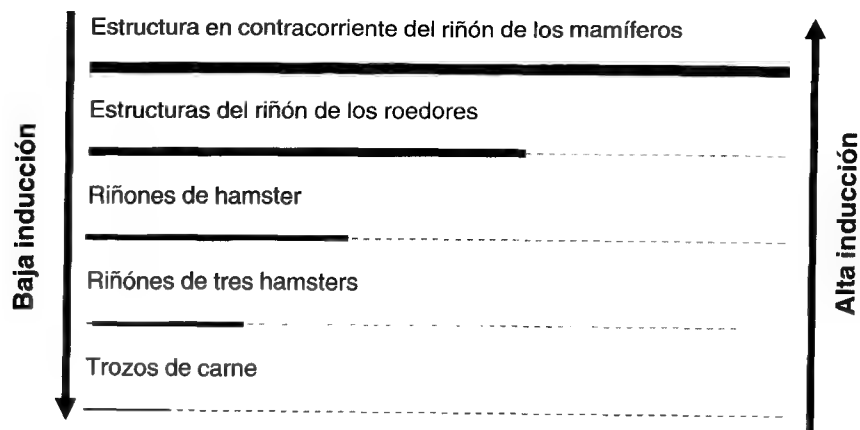 Estructura en contracorriente del riñón de los mamíferos
Estructuras del riñón de los roedores
Riñones de hamster
Riñónes de tres hamsters
Trozos de carne
Baja inducción
Alta inducción